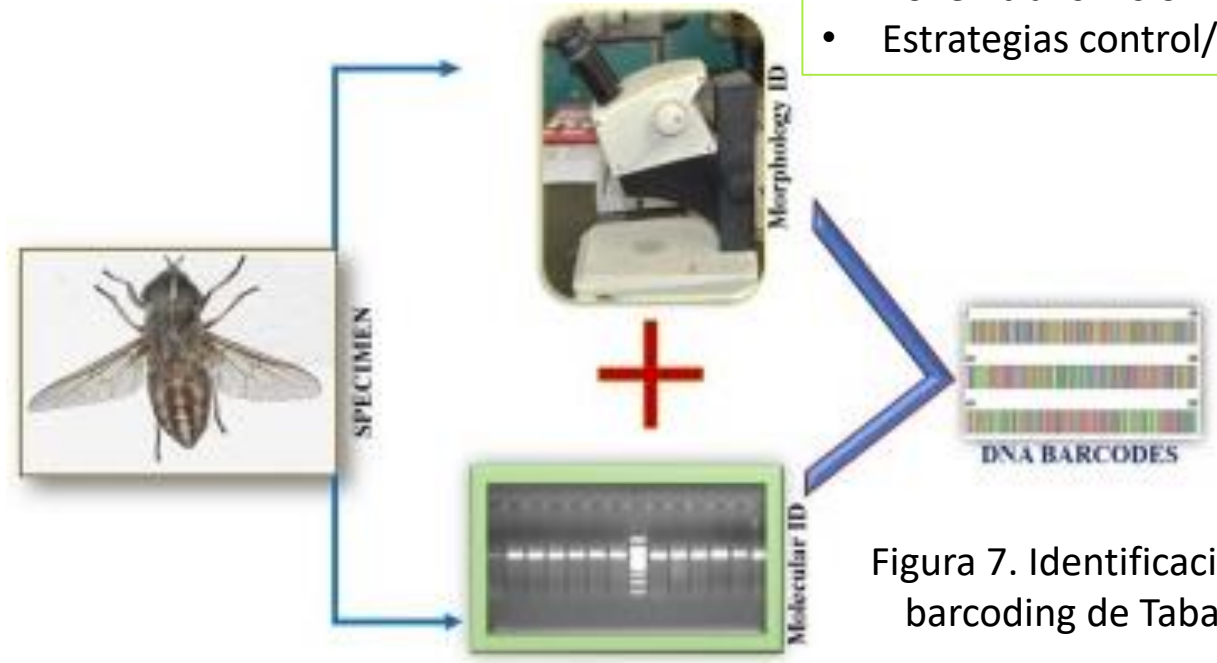 • Estrategias control/
Morphology ID
SPECIMEN
Molecular ID
DNA BARCODES
Figura 7. Identificaci
barcoding de Taba